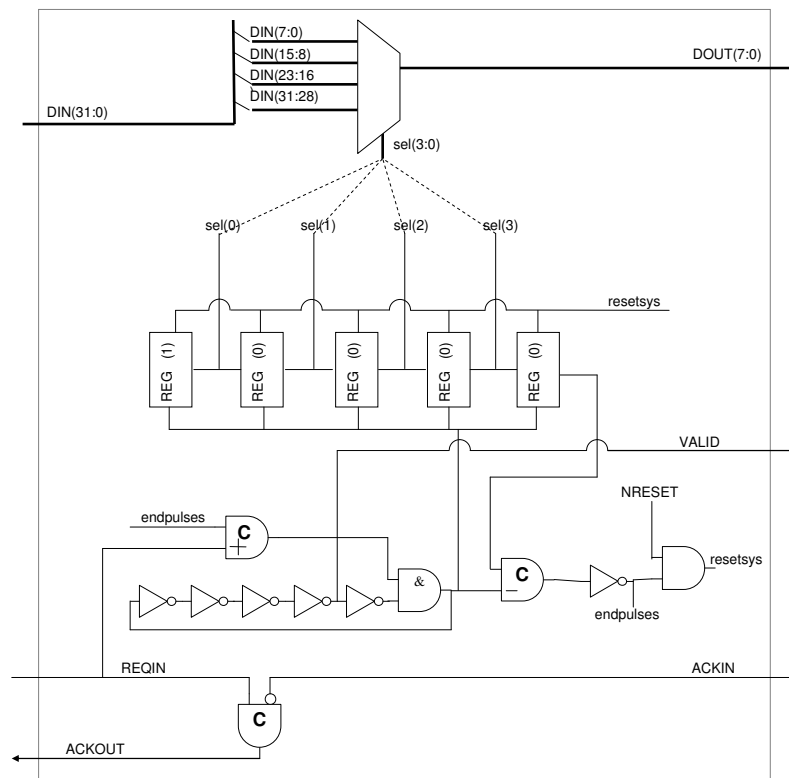 DIN(7:0)
DIN(15:8)
DIN(23:16
DIN(31:28)
DOUT(7:0)
DIN(31:0)
sel(3:0)
sel(0)
sel(1)
sel(2)
sel(3)
resetsys
REG (1)
REG (0)
REG (0)
REG (0)
REG (0)
VALID
NRESET
endpulses
C
+
&
C
−
resetsys
endpulses
REQIN
ACKIN
C
ACKOUT